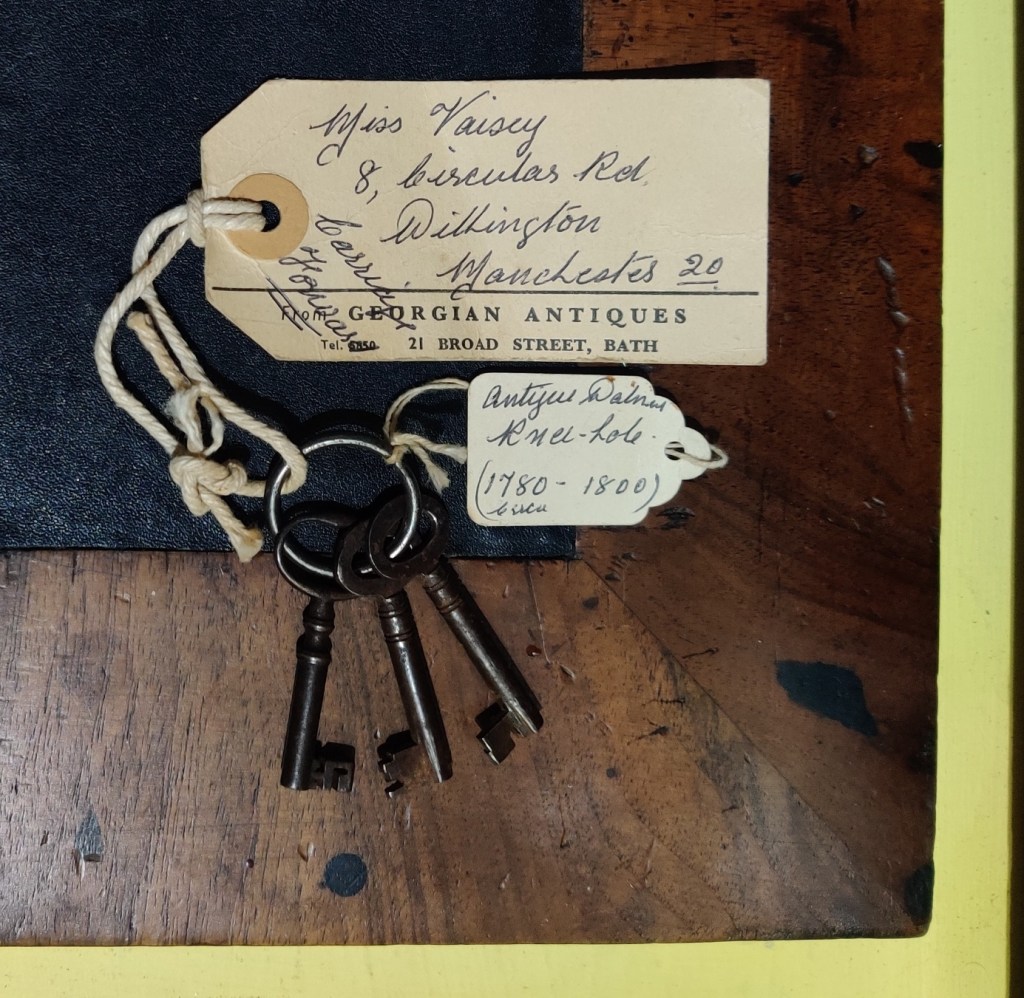 Miss Vaisey
8, Circular Rd.
Withington
Manchester 20
Carriage
Forward
From GEORGIAN ANTIQUES
Tel. 21 BROAD STREET, BATH
Antique Walnut
Knee-hole.
(1780 - 1800)
circa